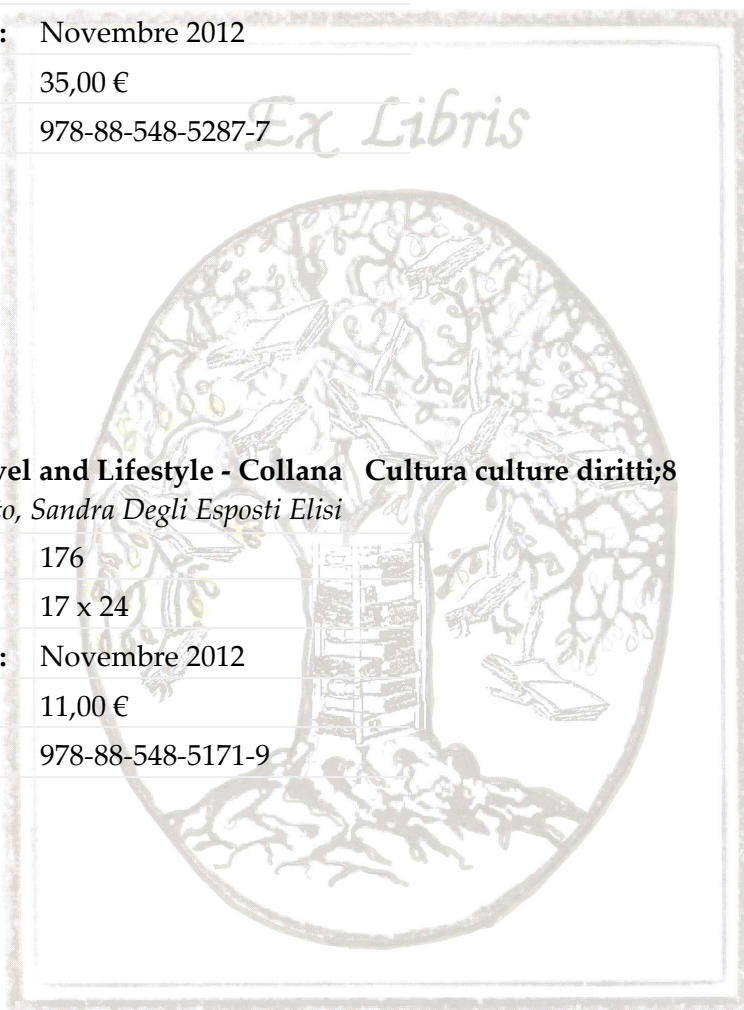 : Novembre 2012
35,00 €
978-88-548-5287-7
Ex Libris
vel and Lifestyle - Collana Cultura culture diritti;8
to, Sandra Degli Esposti Elisi
176
17 x 24
: Novembre 2012
11,00 €
978-88-548-5171-9